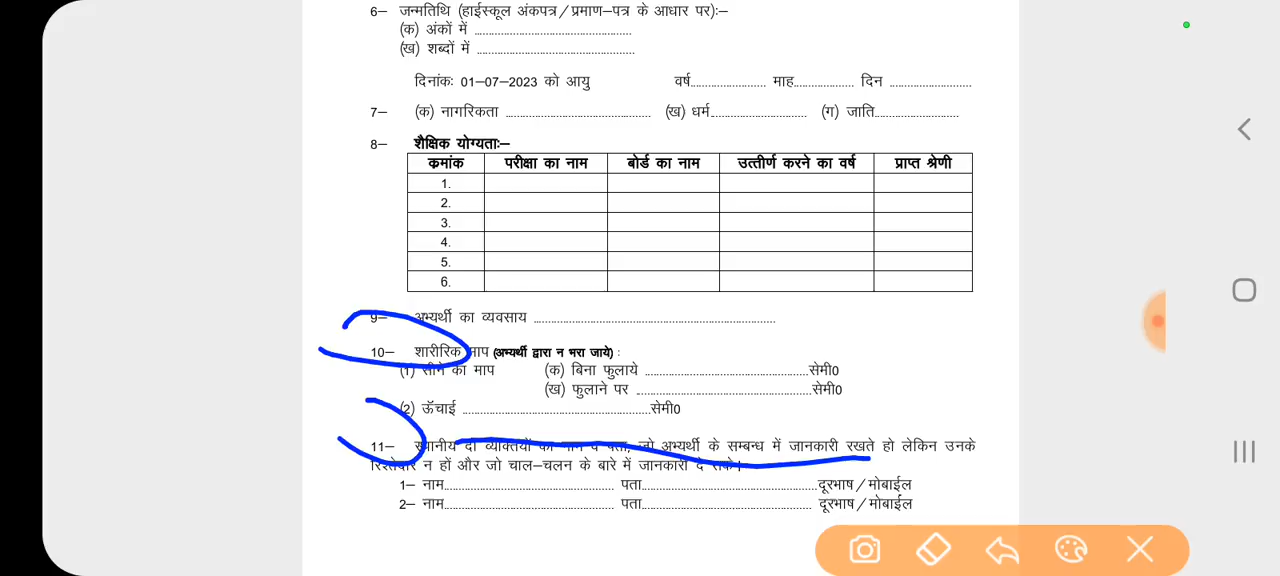 6– जन्मतिथि (हाईस्कूल अंकपत्र/प्रमाण–पत्र के आधार पर):–
(क) अंकों में ................................................
(ख) शब्दों में ................................................
दिनांकः 01–07–2023 को आयु वर्ष........................ माह................... दिन ..........................
7– (क) नागरिकता .............................................. (ख) धर्म............................... (ग) जाति...........................
8– शैक्षिक योग्यताः–
क्रमांक परीक्षा का नाम बोर्ड का नाम उत्तीर्ण करने का वर्ष प्राप्त श्रेणी
1.
2.
3.
4.
5.
6.
9– अभ्यर्थी का व्यवसाय ..............................................................................
10– शारीरिक माप (अभ्यर्थी द्वारा न भरा जाये) :
(1) सीने का माप (क) बिना फुलाये ....................................................सेमी0
(ख) फुलाने पर ........................................................सेमी0
(2) ऊँचाई ............................................................सेमी0
11– स्थानीय दो व्यक्तियों का नाम व पता, जो अभ्यर्थी के सम्बन्ध में जानकारी रखते हो लेकिन उनके
रिश्तेदार न हों और जो चाल–चलन के बारे में जानकारी दे सके।
1– नाम...................................................... पता........................................................दूरभाष/मोबाईल
2– नाम...................................................... पता....................................................... दूरभाष/मोबाईल